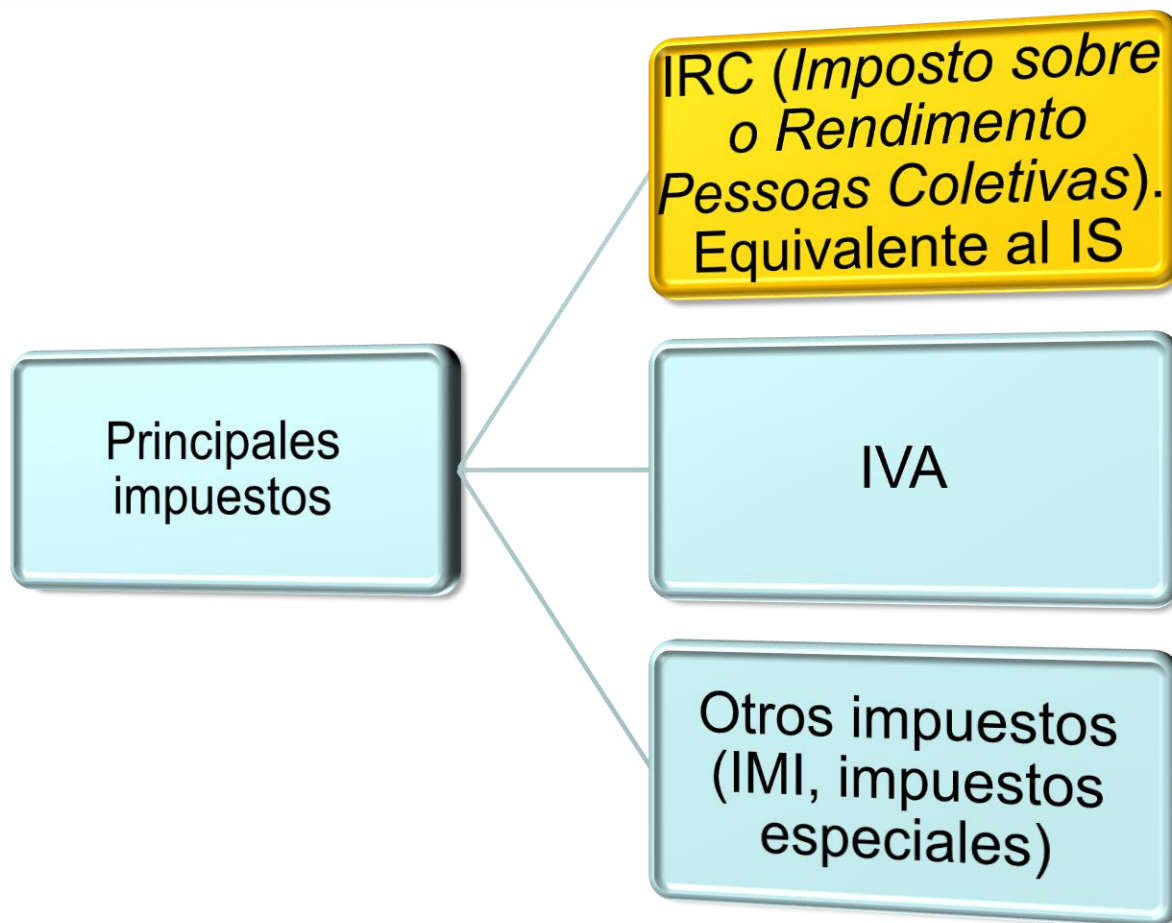 Principales
impuestos
IRC (Imposto sobre
o Rendimento
Pessoas Coletivas).
Equivalente al IS
IVA
Otros impuestos
(IMI, impuestos
especiales)